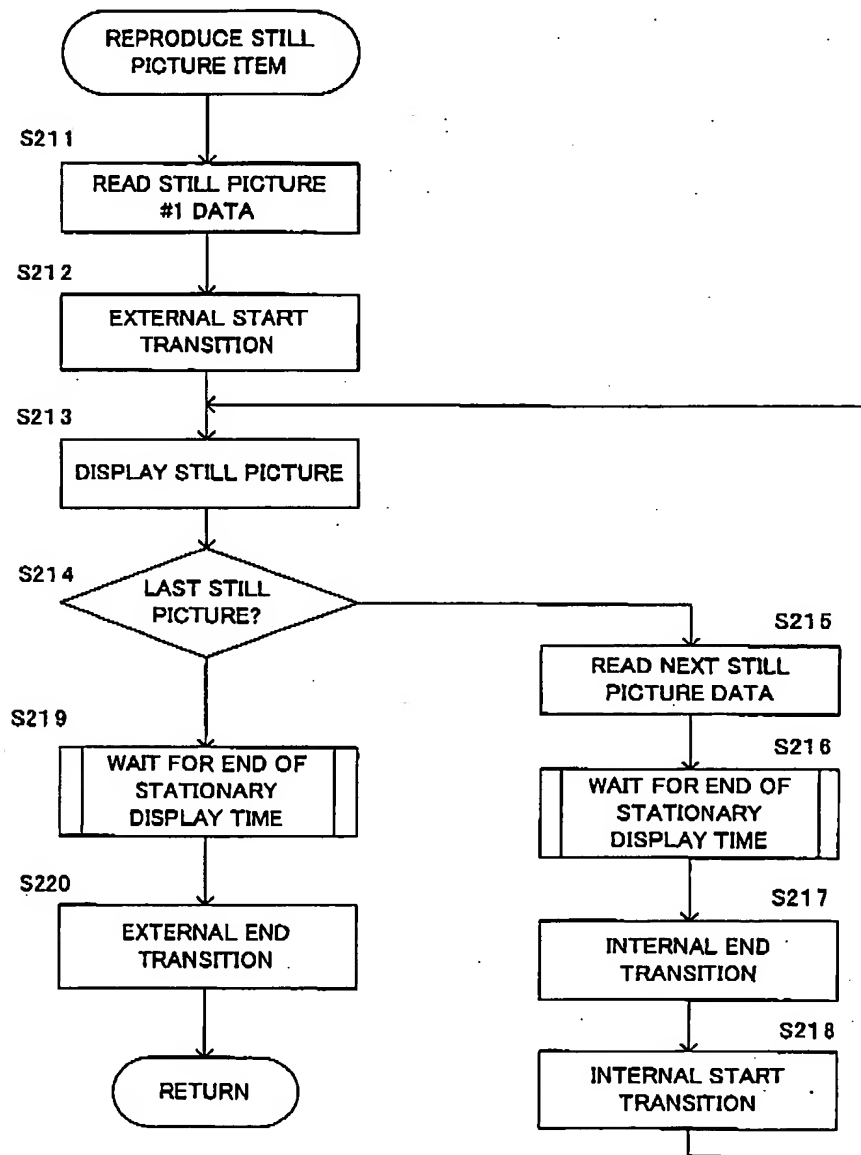 REPRODUCE STILL
PICTURE ITEM
S211
READ STILL PICTURE
#1 DATA
S212
EXTERNAL START
TRANSITION
S213
DISPLAY STILL PICTURE
S214
LAST STILL
PICTURE?
S215
READ NEXT STILL
PICTURE DATA
S216
WAIT FOR END OF
STATIONARY
DISPLAY TIME
S217
INTERNAL END
TRANSITION
S218
INTERNAL START
TRANSITION
S219
WAIT FOR END OF
STATIONARY
DISPLAY TIME
S220
EXTERNAL END
TRANSITION
RETURN